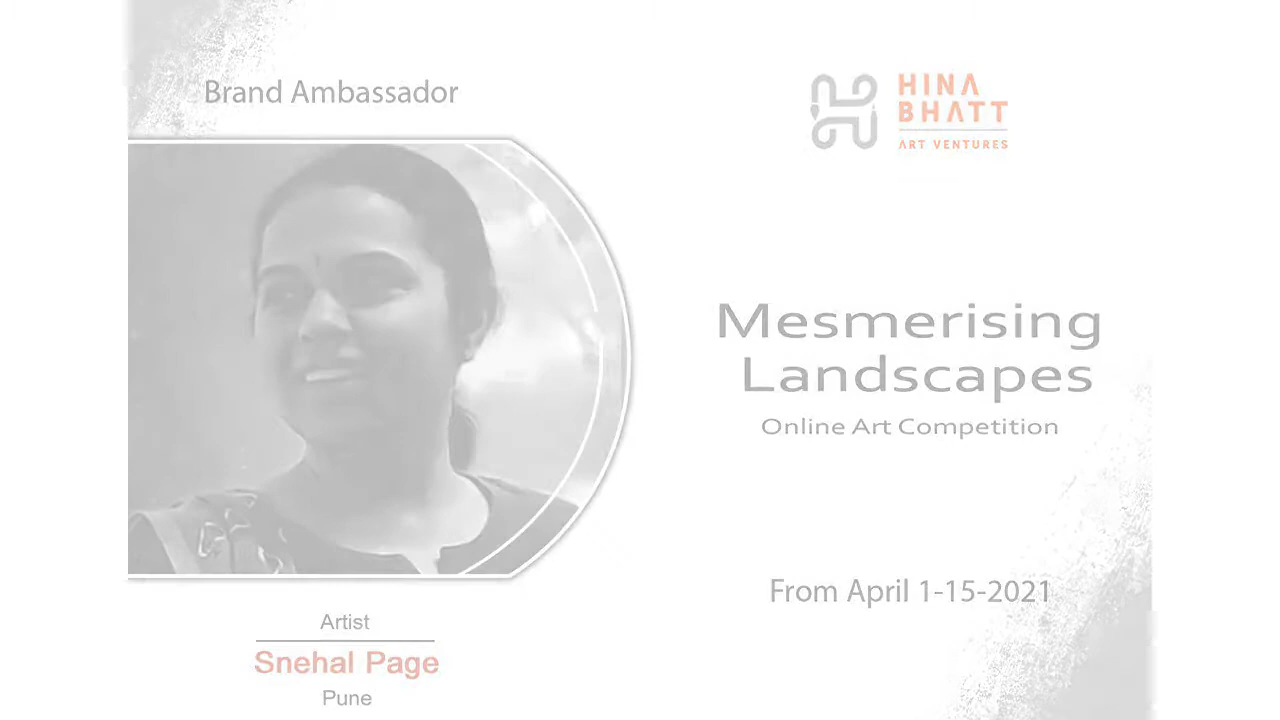 Brand Ambassador
HINA
BHATT
ART VENTURES
Mesmerising
Landscapes
Online Art Competition
From April 1-15-2021
Artist
Snehal Page
Pune